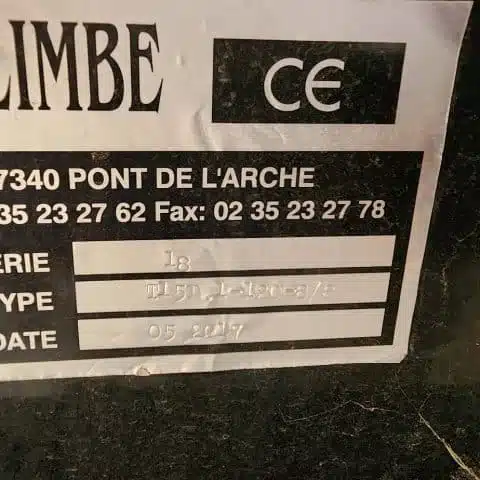 LIMBE
CE
7340 PONT DE L'ARCHE
35 23 27 62 Fax: 02 35 23 27 78
ERIE 18
YPE
DATE 05 2017